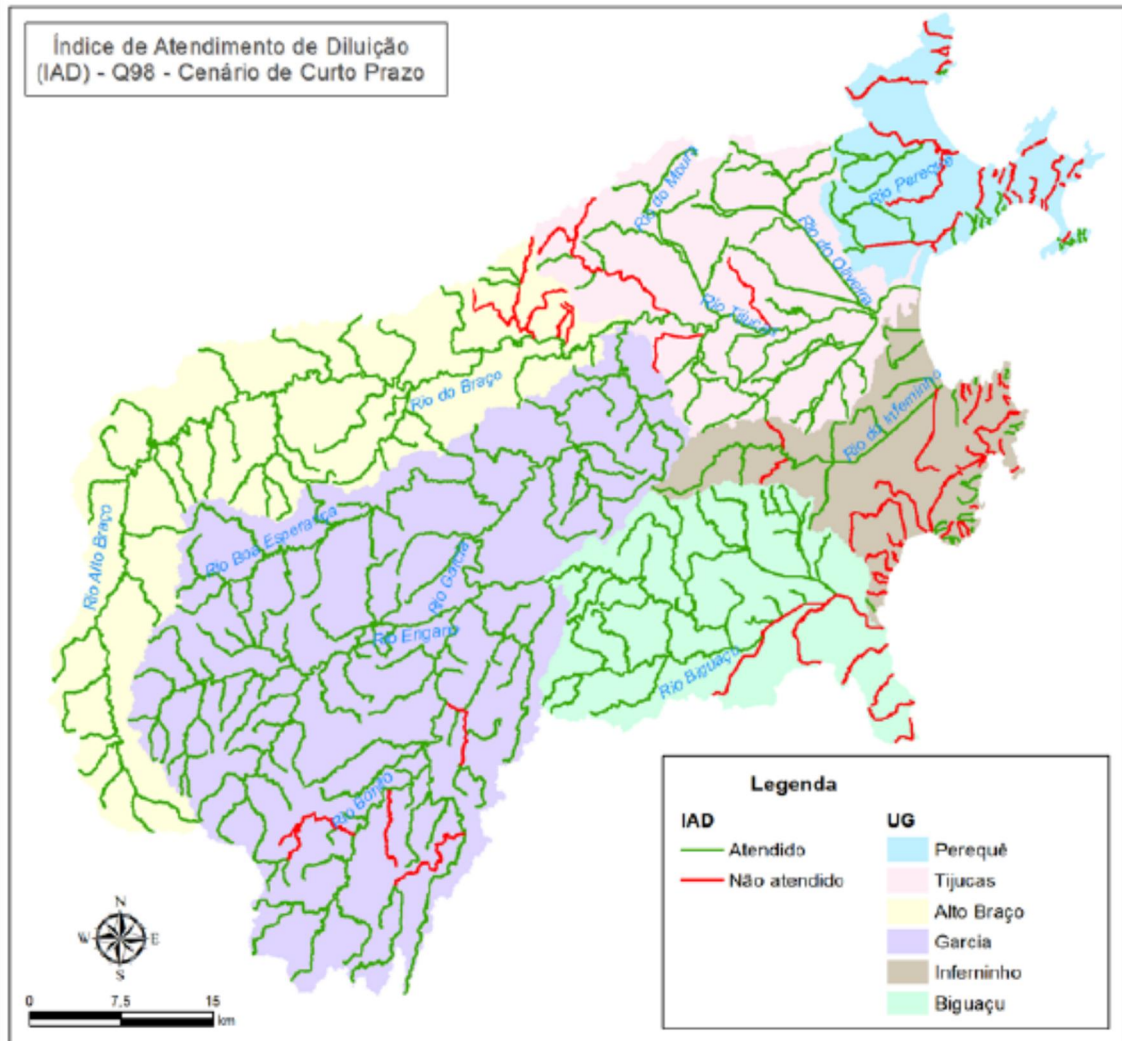 Índice de Atendimento de Diluição
(IAD) - Q98 - Cenário de Curto Prazo
Rio do Moura
Rio Perequê
Rio do Oliveira
Rio Tijucas
Rio do Braço
Rio do Inferninho
Rio Alto Braço
Rio Boa Esperança
Rio Garcia
Rio Engano
Rio Biguaçu
Rio Bonito
Legenda
IAD
Atendido
Não atendido
UG
Perequê
Tijucas
Alto Braço
Garcia
Inferninho
Biguaçu
N
W E
S
0 7,5 15
km